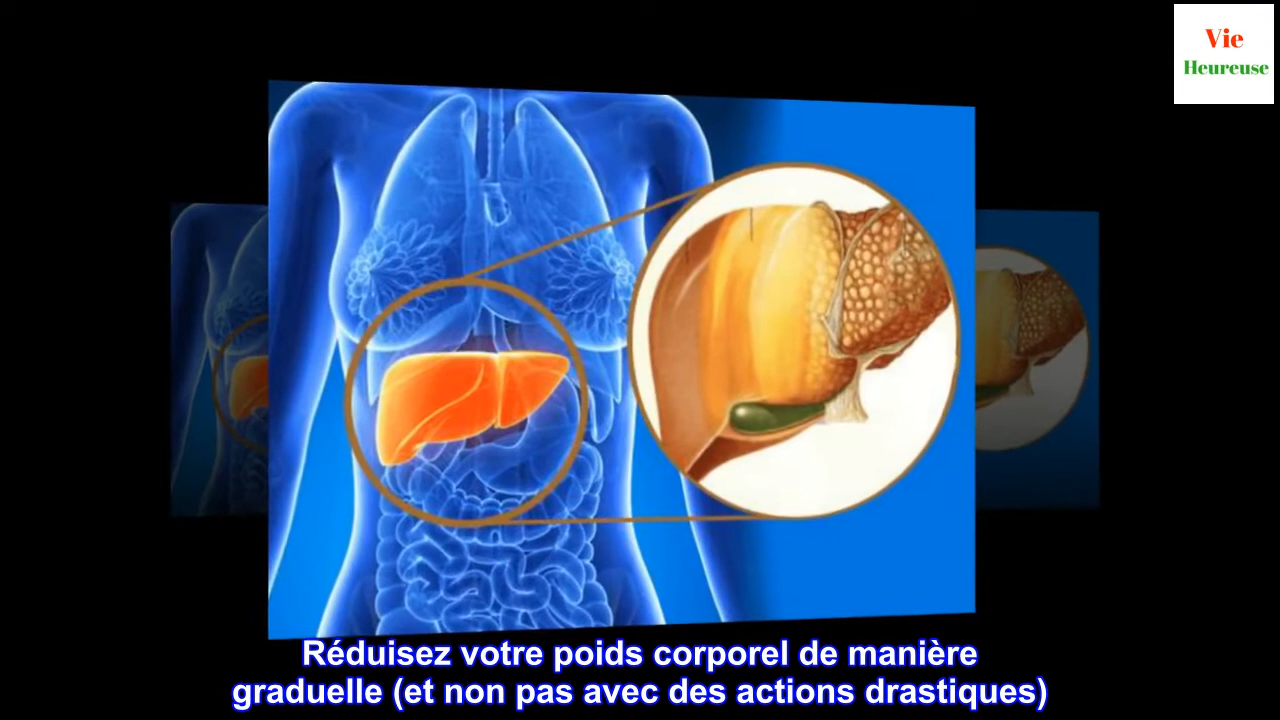 Vie
Heureuse
Réduisez votre poids corporel de manière
graduelle (et non pas avec des actions drastiques)